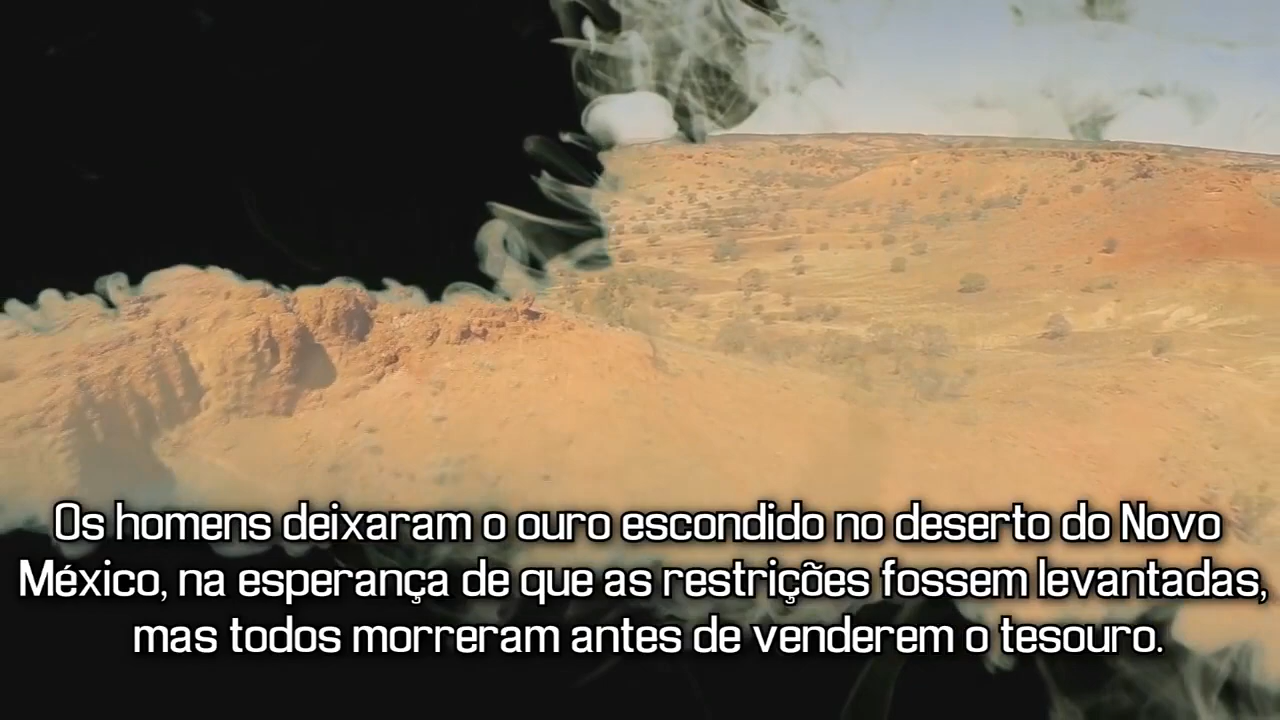 Os homens deixaram o ouro escondido no deserto do Novo
México, na esperança de que as restrições fossem levantadas,
mas todos morreram antes de venderem o tesouro.